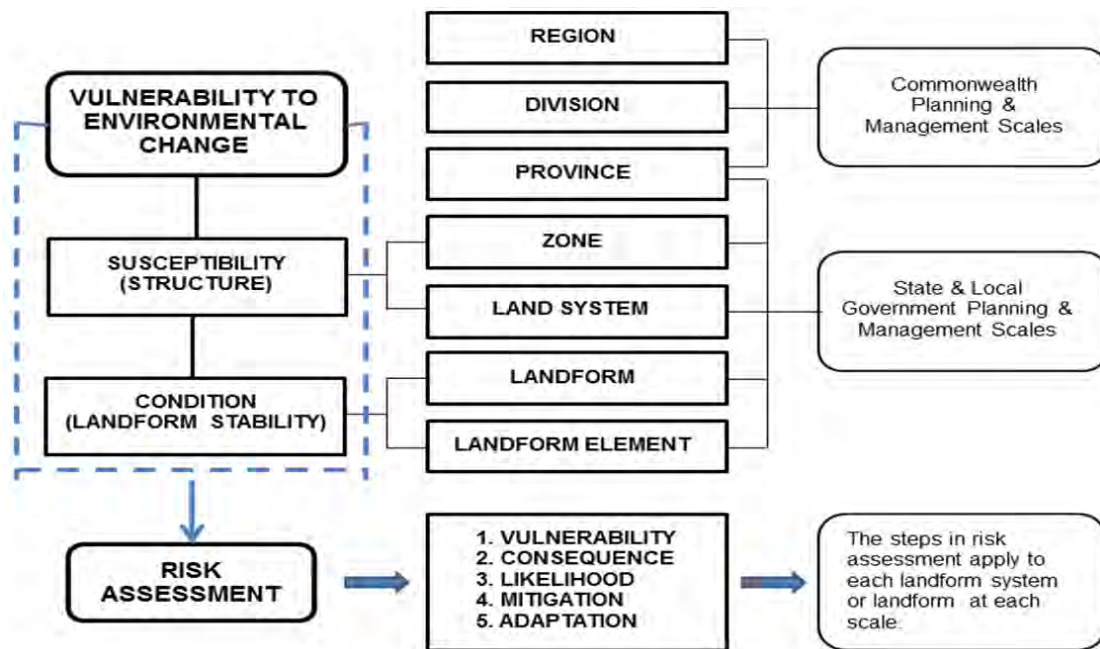 VULNERABILITY TO
ENVIRONMENTAL
CHANGE
SUSCEPTIBILITY
(STRUCTURE)
CONDITION
(LANDFORM STABILITY)
RISK
ASSESSMENT
REGION
DIVISION
PROVINCE
ZONE
LAND SYSTEM
LANDFORM
LANDFORM ELEMENT
1. VULNERABILITY
2. CONSEQUENCE
3. LIKELIHOOD
4. MITIGATION
5. ADAPTATION
Commonwealth
Planning &
Management Scales
State & Local
Government Planning &
Management Scales
The steps in risk
assessment apply to
each landform system
or landform at each
scale